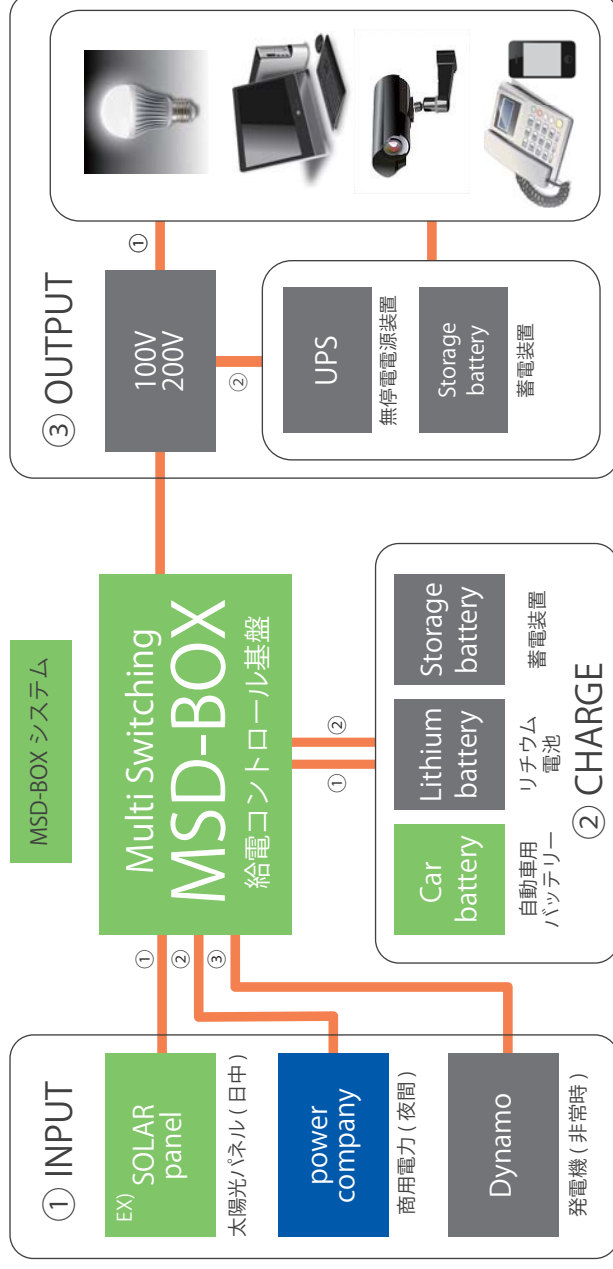 MSD-BOX システム
① INPUT
EX)
SOLAR
panel
太陽光パネル ( 日中 )
power
company
商用電力 ( 夜間 )
Dynamo
発電機 ( 非常時 )
①
②
③
Multi Switching
MSD-BOX
給電コントロール基盤
①
②
Car
battery
自動車用
バッテリー
Lithium
battery
リチウム
電池
Storage
battery
蓄電装置
② CHARGE
③ OUTPUT
100V
200V
①
②
UPS
無停電電源装置
Storage
battery
蓄電装置